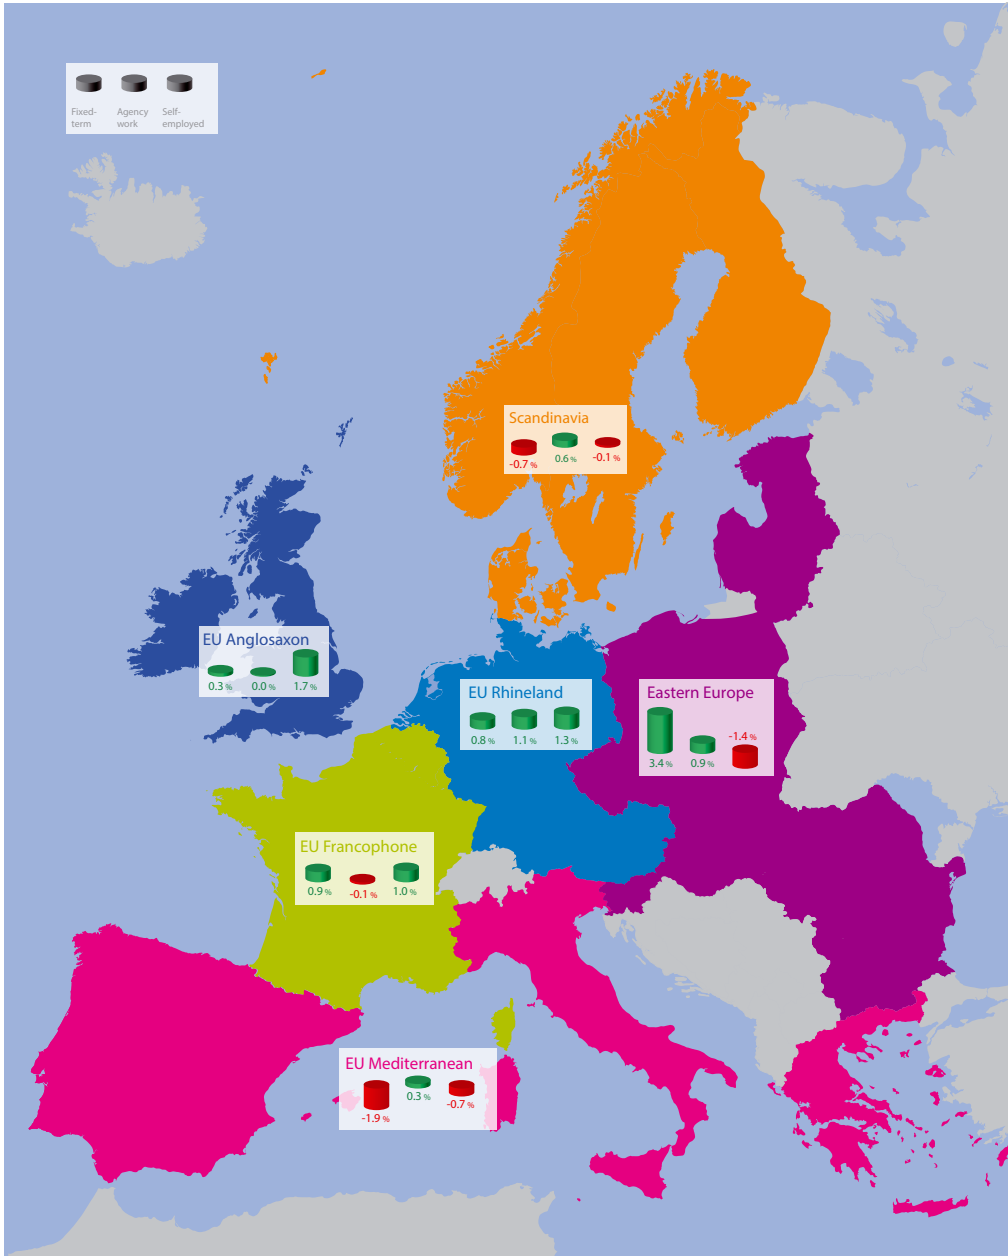 Fixed- Agency Self-
term work employed
Scandinavia
-0.7 % 0.6 % -0.1 %
EU Anglosaxon
0.3 % 0.0 % 1.7 %
EU Rhineland
0.8 % 1.1 % 1.3 %
Eastern Europe
3.4 % 0.9 % -1.4 %
EU Francophone
0.9 % -0.1 % 1.0 %
EU Mediterranean
-1.9 % 0.3 % -0.7 %